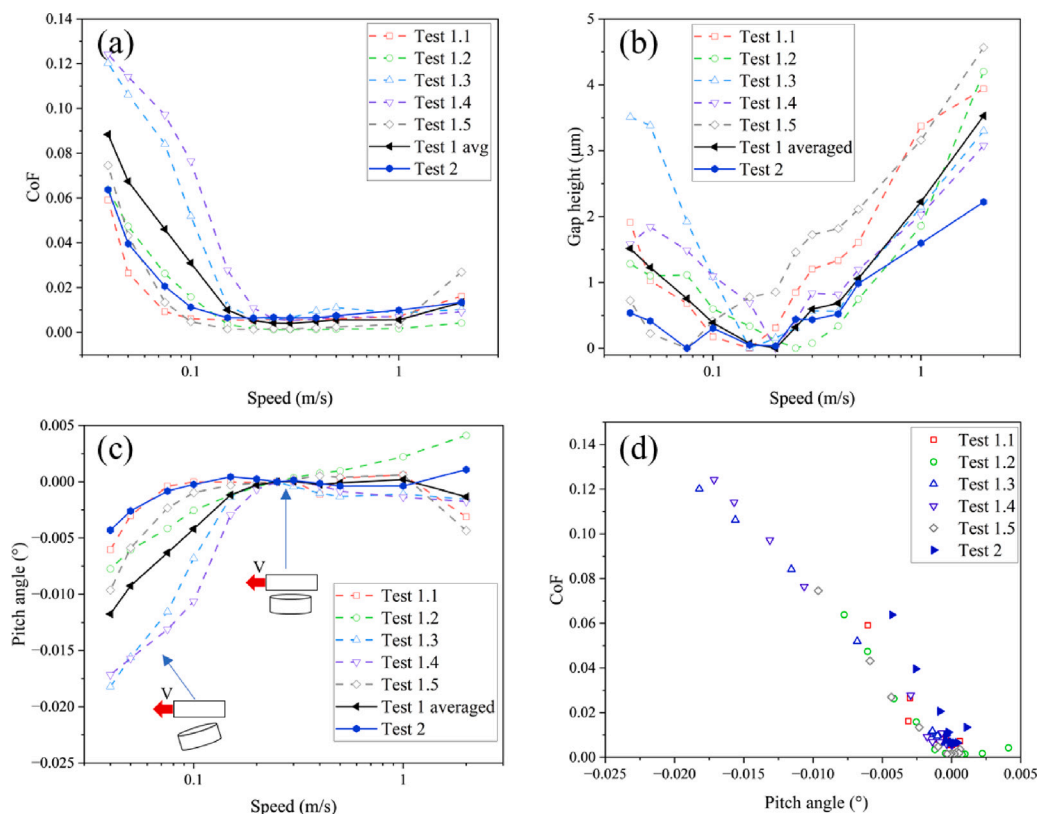 (a)
Test 1.1
Test 1.2
Test 1.3
Test 1.4
Test 1.5
Test 1 avg
Test 2
0.14
0.12
0.10
0.08
0.06
0.04
0.02
0.00
CoF
0.1
1
Speed (m/s)
(b)
Test 1.1
Test 1.2
Test 1.3
Test 1.4
Test 1.5
Test 1 averaged
Test 2
5
4
3
2
1
0
Gap height (μm)
0.1
1
Speed (m/s)
(c)
0.005
0.000
−0.005
−0.010
−0.015
−0.020
−0.025
Pitch angle (°)
V
V
Test 1.1
Test 1.2
Test 1.3
Test 1.4
Test 1.5
Test 1 averaged
Test 2
0.1
1
Speed (m/s)
(d)
Test 1.1
Test 1.2
Test 1.3
Test 1.4
Test 1.5
Test 2
0.14
0.12
0.10
0.08
0.06
0.04
0.02
0.00
CoF
−0.025
−0.020
−0.015
−0.010
−0.005
0.000
0.005
Pitch angle (°)